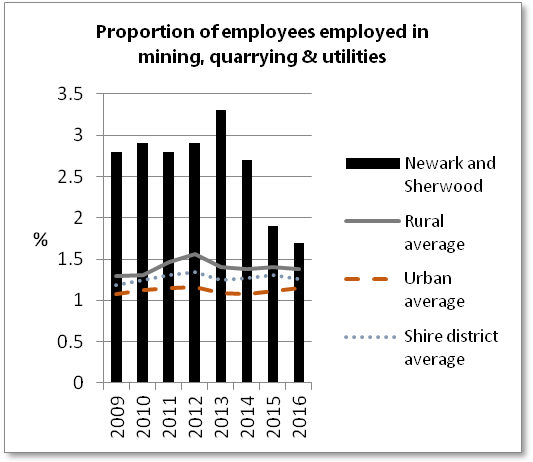 Proportion of employees employed in
mining, quarrying & utilities
3.5
3
2.5
2
1.5
1
0.5
0
%
2009
2010
2011
2012
2013
2014
2015
2016
Newark and
Sherwood
Rural
average
Urban
average
Shire district
average